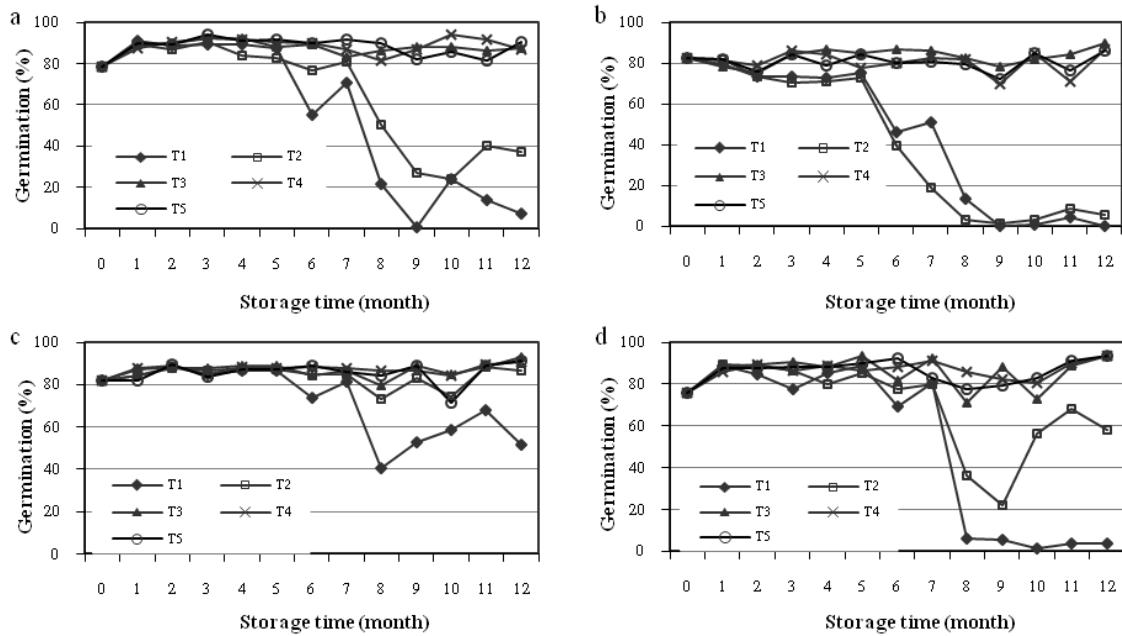 a
100
80
60
40
20
0
Germination (%)
T1 T2
T3 T4
T5
0 1 2 3 4 5 6 7 8 9 10 11 12
Storage time (month)
b
100
80
60
40
20
0
Germination (%)
T1 T2
T3 T4
T5
0 1 2 3 4 5 6 7 8 9 10 11 12
Storage time (month)
c
100
80
60
40
20
0
Germination (%)
T1 T2
T3 T4
T5
0 1 2 3 4 5 6 7 8 9 10 11 12
Storage time (month)
d
100
80
60
40
20
0
Germination (%)
T1 T2
T3 T4
T5
0 1 2 3 4 5 6 7 8 9 10 11 12
Storage time (month)